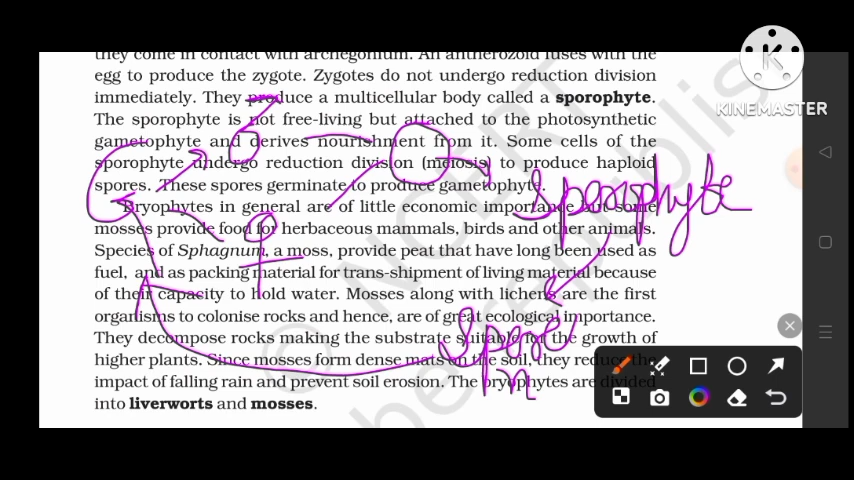 they come in contact with archegonium. An antherozoid fuses with the
egg to produce the zygote. Zygotes do not undergo reduction division
immediately. They produce a multicellular body called a sporophyte.
The sporophyte is not free-living but attached to the photosynthetic
gametophyte and derives nourishment from it. Some cells of the
sporophyte undergo reduction division (meiosis) to produce haploid
spores. These spores germinate to produce gametophyte.
Bryophytes in general are of little economic importance but some
mosses provide food for herbaceous mammals, birds and other animals.
Species of Sphagnum, a moss, provide peat that have long been used as
fuel, and as packing material for trans-shipment of living material because
of their capacity to hold water. Mosses along with lichens are the first
organisms to colonise rocks and hence, are of great ecological importance.
They decompose rocks making the substrate suitable for the growth of
higher plants. Since mosses form dense mats on the soil, they reduce the
impact of falling rain and prevent soil erosion. The bryophytes are divided
into liverworts and mosses.
♂
♀
Sporophyte
Spore
n
K
KINEMASTER
© NCERT